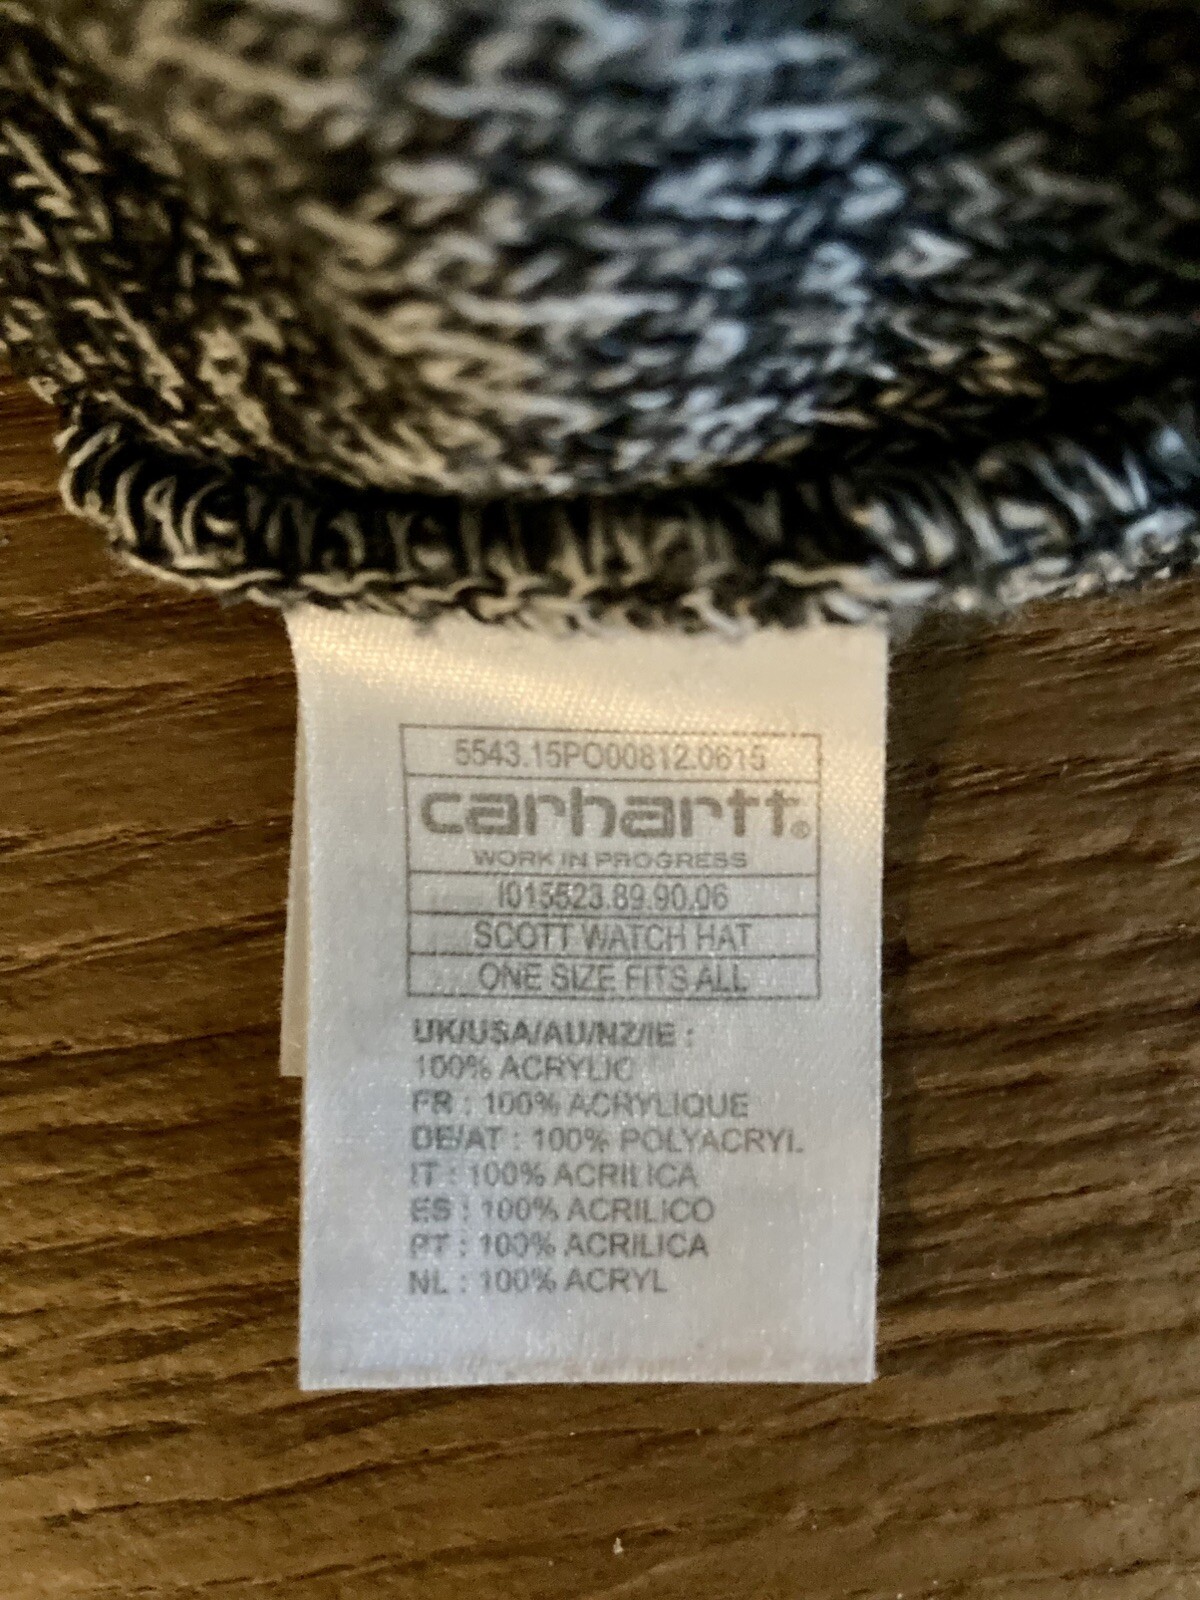 5543.15PO00812.0615
carhartt®
WORK IN PROGRESS
I015523.89.90.06
SCOTT WATCH HAT
ONE SIZE FITS ALL
UK/USA/AU/NZ/IE :
100% ACRYLIC
FR : 100% ACRYLIQUE
DE/AT : 100% POLYACRYL
IT : 100% ACRILICA
ES : 100% ACRILICO
PT : 100% ACRILICA
NL : 100% ACRYL